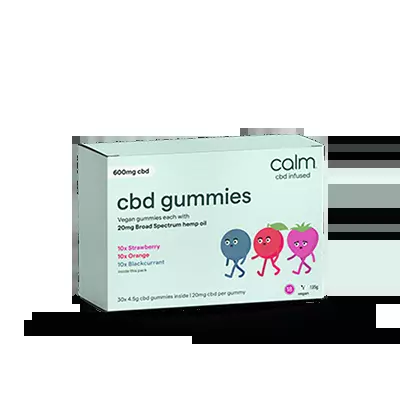 600mg cbd
calm
cbd infused
cbd gummies
Vegan gummies each with
20mg Broad Spectrum hemp oil
10x Strawberry
10x Orange
10x Blackcurrant
inside this pack
30x 4.5g cbd gummies inside | 20mg cbd per gummy
18
vegan
135g